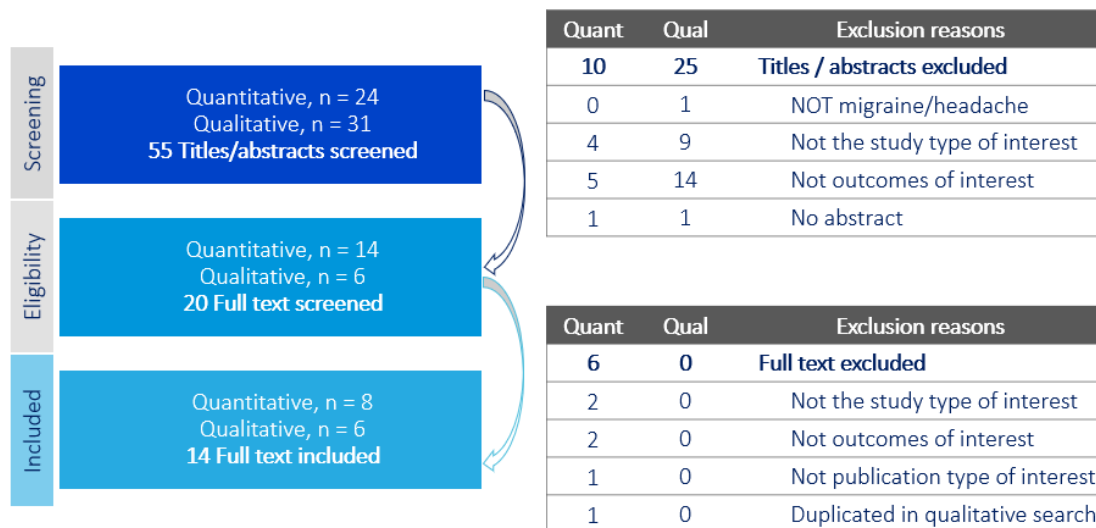 Screening
Quantitative, n = 24
Qualitative, n = 31
55 Titles/abstracts screened
Quant Qual Exclusion reasons
10 25 Titles / abstracts excluded
0 1 NOT migraine/headache
4 9 Not the study type of interest
5 14 Not outcomes of interest
1 1 No abstract
Eligibility
Quantitative, n = 14
Qualitative, n = 6
20 Full text screened
Included
Quantitative, n = 8
Qualitative, n = 6
14 Full text included
Quant Qual Exclusion reasons
6 0 Full text excluded
2 0 Not the study type of interest
2 0 Not outcomes of interest
1 0 Not publication type of interest
1 0 Duplicated in qualitative search